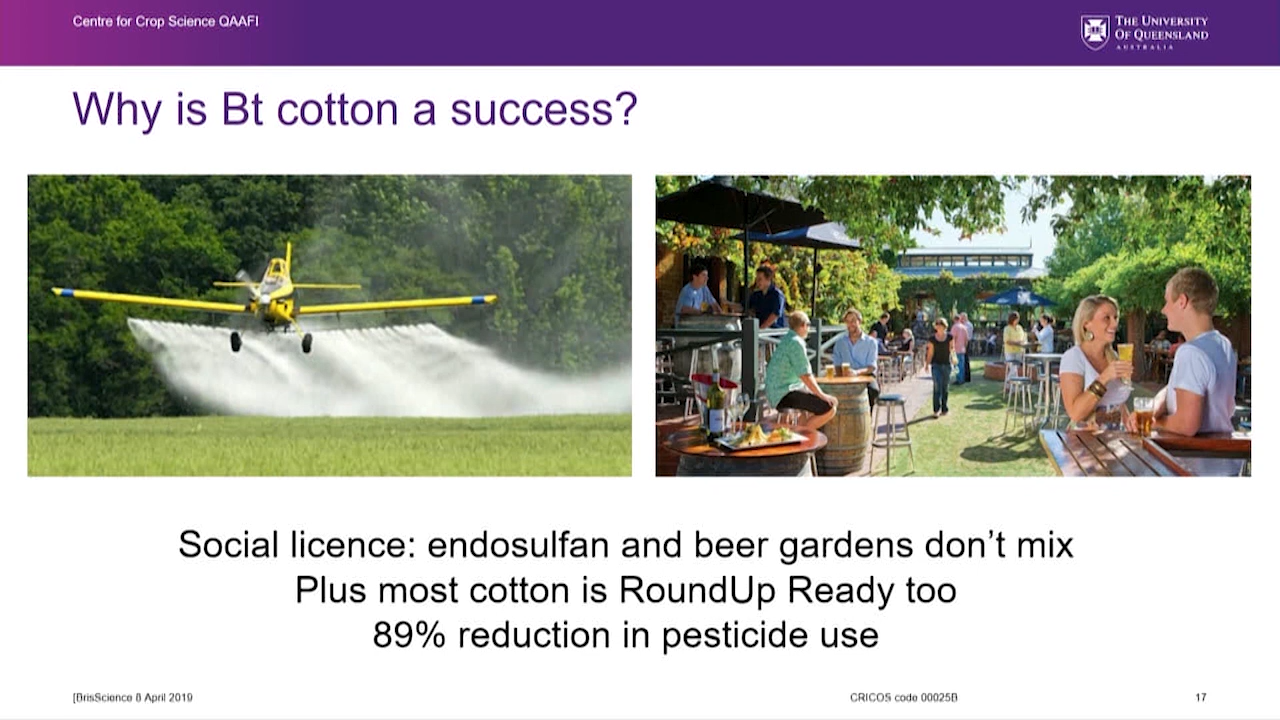 Centre for Crop Science QAAFI
THE UNIVERSITY
OF QUEENSLAND
AUSTRALIA
Why is Bt cotton a success?
Social licence: endosulfan and beer gardens don’t mix
Plus most cotton is RoundUp Ready too
89% reduction in pesticide use
[BrisScience 8 April 2019
CRICOS code 00025B
17